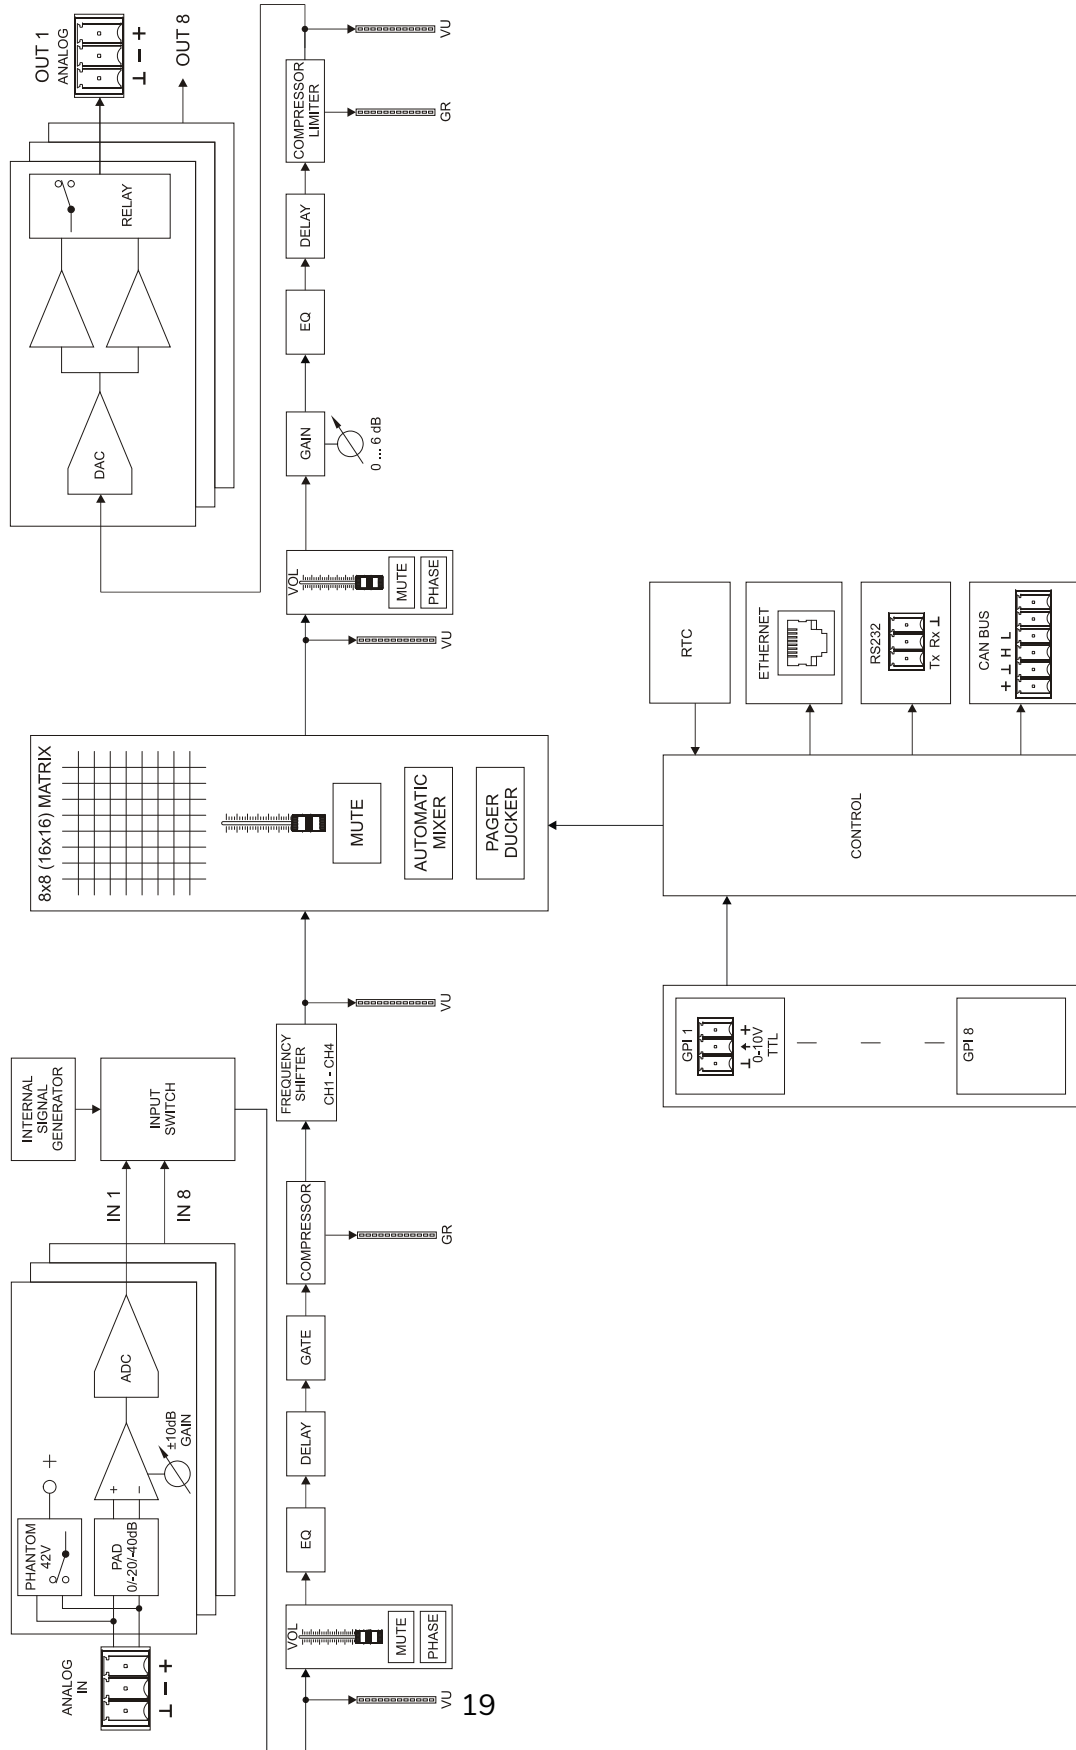 ANALOG
IN
+
−
⊥
PHANTOM
42V
+
PAD
0/-20/-40dB
+
−
±10dB
GAIN
ADC
IN 1
IN 8
INTERNAL
SIGNAL
GENERATOR
INPUT
SWITCH
VU
VOL
MUTE
PHASE
EQ
DELAY
GATE
COMPRESSOR
GR
FREQUENCY
SHIFTER
CH1 - CH4
VU
8x8 (16x16) MATRIX
MUTE
AUTOMATIC
MIXER
PAGER
DUCKER
VU
VOL
MUTE
PHASE
GAIN
0 ... 6 dB
EQ
DELAY
COMPRESSOR
LIMITER
GR
VU
DAC
RELAY
OUT 1
ANALOG
+
−
⊥
OUT 8
GPI 1
⊥ ↑ +
0-10V
TTL
GPI 8
CONTROL
RTC
ETHERNET
RS232
Tx Rx ⊥
CAN BUS
+ ⊥ H L
19